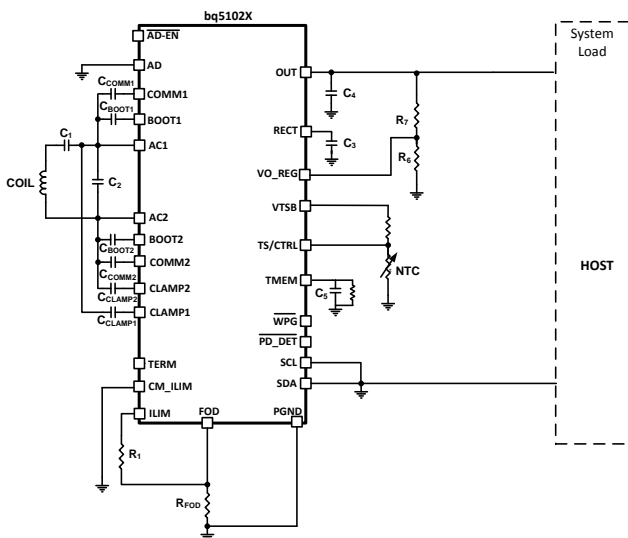 bq5102X
System
Load
AD-EN
AD
OUT
CCOMM1
COMM1
C4
CBOOT1
BOOT1
R7
C1
RECT
C3
AC1
R6
VO_REG
COIL
C2
VTSB
AC2
TS/CTRL
BOOT2
CBOOT2
NTC
HOST
COMM2
CCOMM2
TMEM
CLAMP2
CCLAMP2
C5
CLAMP1
CCLAMP1
WPG
PD_DET
TERM
SCL
CM_ILIM
SDA
ILIM
FOD
PGND
R1
RFOD